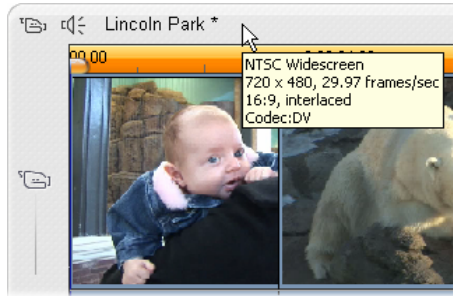 Lincoln Park *
00.00
NTSC Widescreen
720 x 480, 29.97 frames/sec
16:9, interlaced
Codec:DV